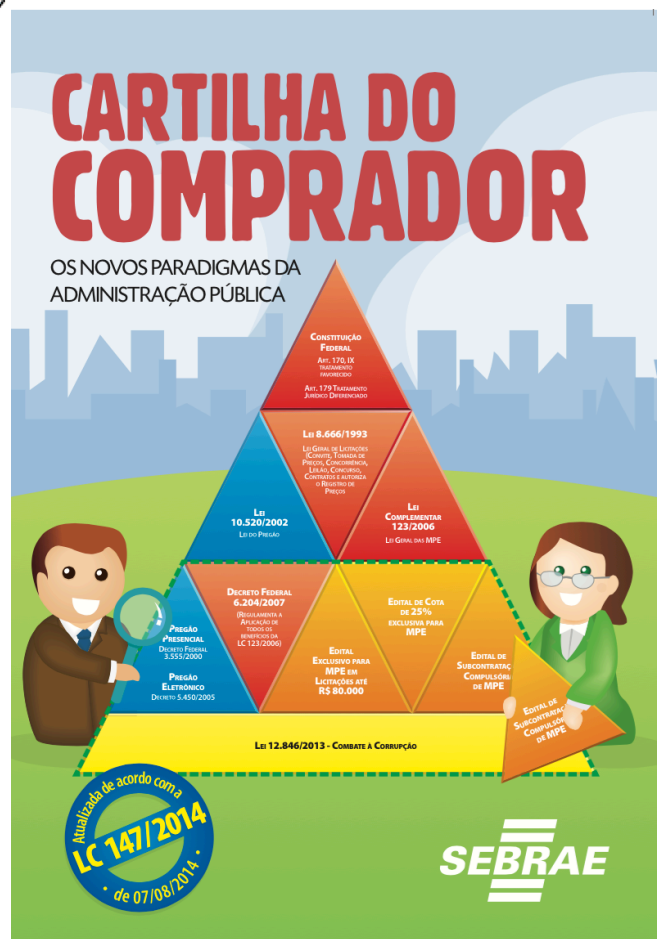 CARTILHA DO
COMPRADOR
OS NOVOS PARADIGMAS DA
ADMINISTRAÇÃO PÚBLICA
CONSTITUIÇÃO
FEDERAL
ART. 170, IX
TRATAMENTO
FAVORECIDO
ART. 179 TRATAMENTO
JURÍDICO DIFERENCIADO
LEI 8.666/1993
LEI GERAL DE LICITAÇÕES
(CONVITE, TOMADA DE
PREÇOS, CONCORRÊNCIA,
LEILÃO, CONCURSO,
CONTRATOS E AUTORIZA
O REGISTRO DE
PREÇOS
LEI
10.520/2002
LEI DO PREGÃO
LEI
COMPLEMENTAR
123/2006
LEI GERAL DAS MPE
PREGÃO
PRESENCIAL
DECRETO FEDERAL
3.555/2000
PREGÃO
ELETRÔNICO
DECRETO 5.450/2005
DECRETO FEDERAL
6.204/2007
(REGULAMENTA A
APLICAÇÃO DE
TODOS OS
BENEFÍCIOS DA
LC 123/2006)
EDITAL
EXCLUSIVO PARA
MPE EM
LICITAÇÕES ATÉ
R$ 80.000
EDITAL DE COTA
DE 25%
EXCLUSIVA PARA
MPE
EDITAL DE
SUBCONTRATAÇ
COMPULSÓRI
DE MPE
EDITAL DE
SUBCONTRATAÇ
COMPULSÓRI
DE MPE
LEI 12.846/2013 - COMBATE À CORRUPÇÃO
Atualizada de acordo com a
LC 147/2014
• de 07/08/2014 •
SEBRAE